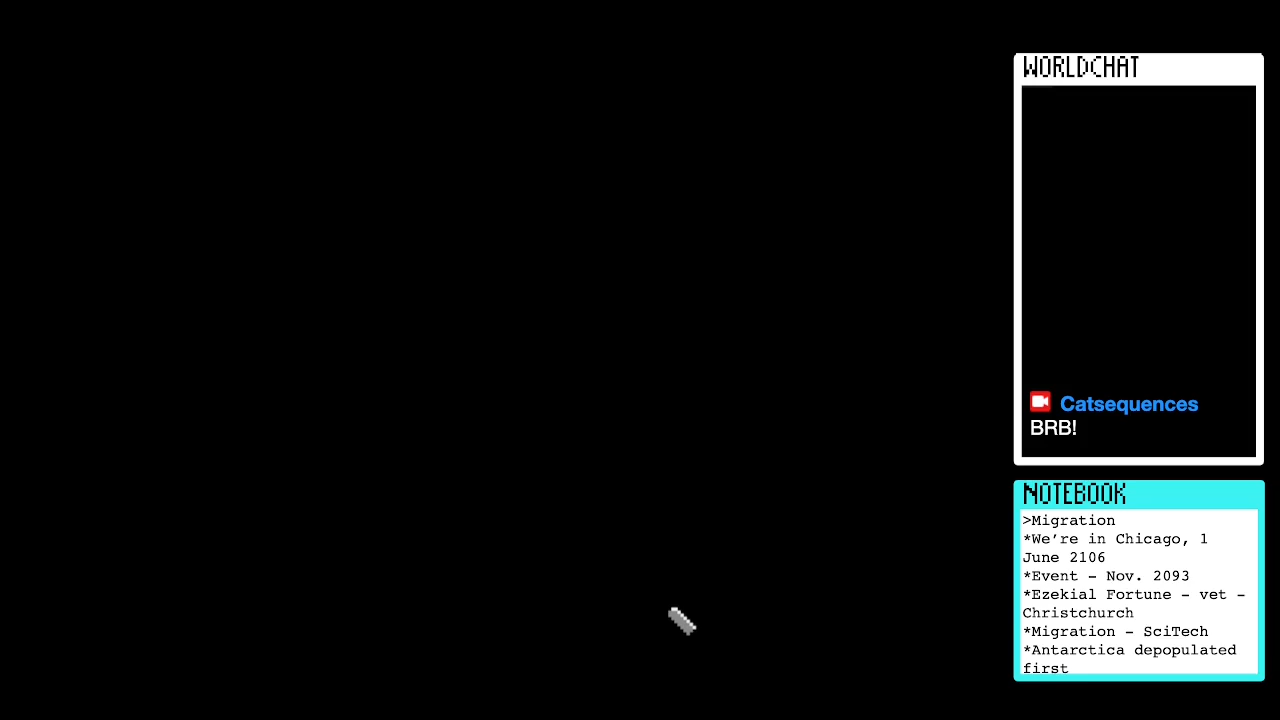 WORLDCHAT
Catsequences
BRB!
NOTEBOOK
>Migration
*We're in Chicago, 1
June 2106
*Event - Nov. 2093
*Ezekial Fortune - vet -
Christchurch
*Migration - SciTech
*Antarctica depopulated
first